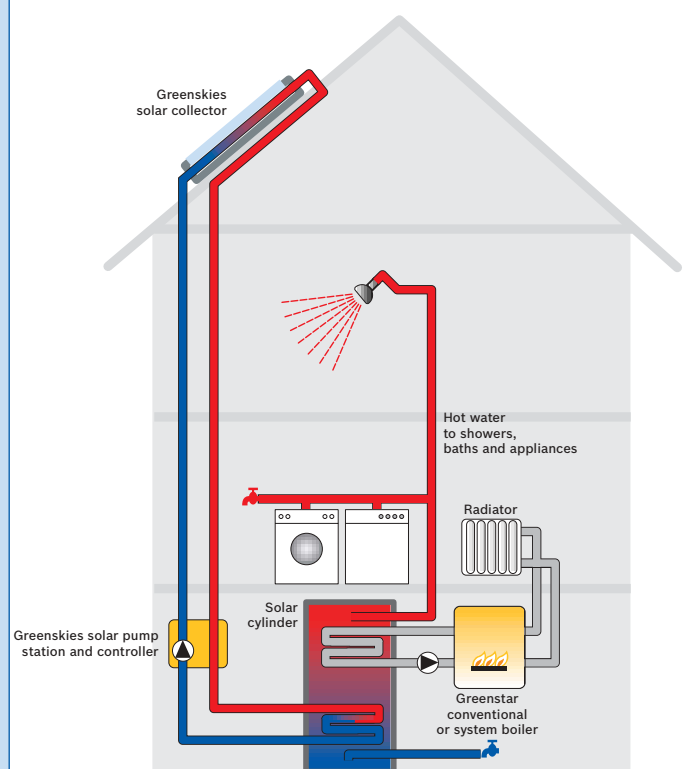 Greenskies
solar collector
Hot water
to showers,
baths and appliances
Radiator
Solar
cylinder
Greenskies solar pump
station and controller
Greenstar
conventional
or system boiler